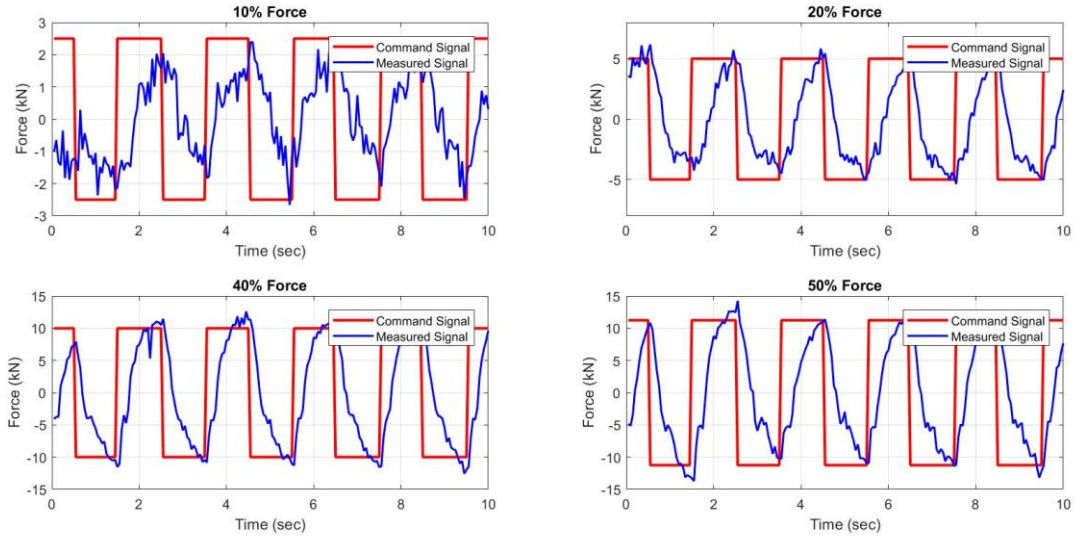 10% Force
3
2
1
0
-1
-2
-3
Force (kN)
Command Signal
Measured Signal
0 2 4 6 8 10
Time (sec)
20% Force
5
0
-5
Force (kN)
Command Signal
Measured Signal
0 2 4 6 8 10
Time (sec)
40% Force
15
10
5
0
-5
-10
-15
Force (kN)
Command Signal
Measured Signal
0 2 4 6 8 10
Time (sec)
50% Force
15
10
5
0
-5
-10
-15
Force (kN)
Command Signal
Measured Signal
0 2 4 6 8 10
Time (sec)